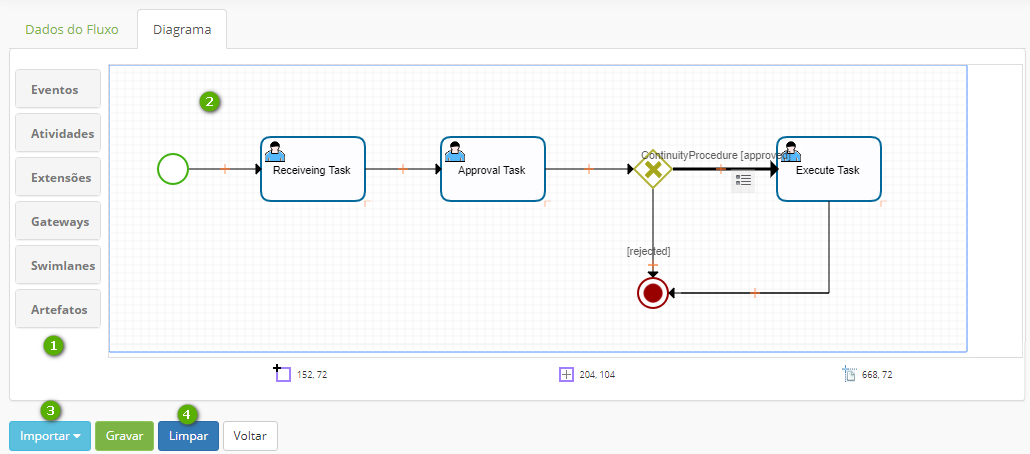 Dados do Fluxo
Diagrama
Eventos
Atividades
Extensões
Gateways
Swimlanes
Artefatos
1
2
Receiveing Task
Approval Task
ContinuityProcedure [approved]
Execute Task
[rejected]
152, 72
204, 104
668, 72
3
4
Importar
Gravar
Limpar
Voltar